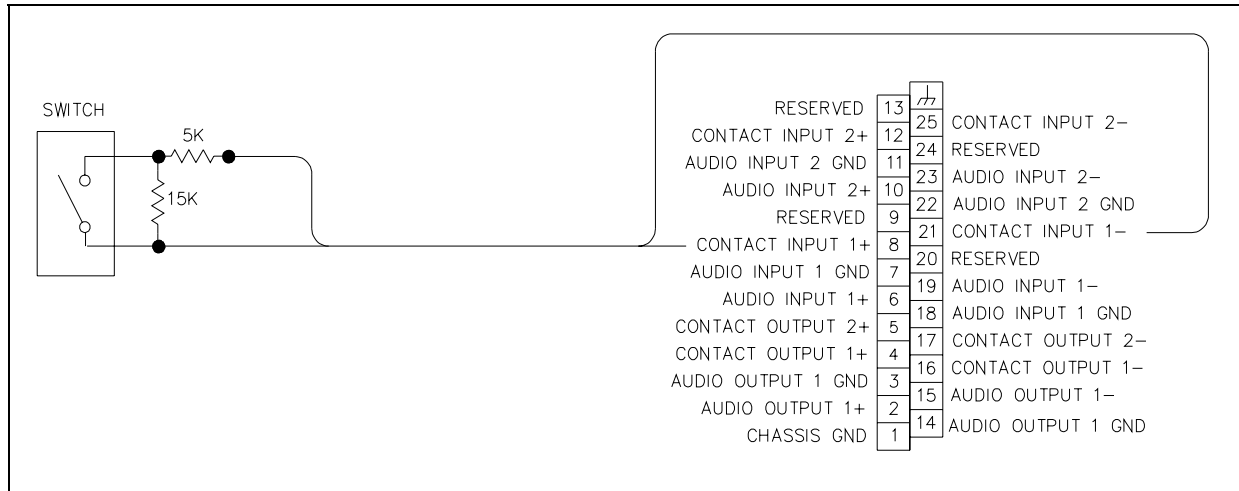 SWITCH
5K
15K
RESERVED 13
CONTACT INPUT 2+ 12
AUDIO INPUT 2 GND 11
AUDIO INPUT 2+ 10
RESERVED 9
CONTACT INPUT 1+ 8
AUDIO INPUT 1 GND 7
AUDIO INPUT 1+ 6
CONTACT OUTPUT 2+ 5
CONTACT OUTPUT 1+ 4
AUDIO OUTPUT 1 GND 3
AUDIO OUTPUT 1+ 2
CHASSIS GND 1
25 CONTACT INPUT 2-
24 RESERVED
23 AUDIO INPUT 2-
22 AUDIO INPUT 2 GND
21 CONTACT INPUT 1-
20 RESERVED
19 AUDIO INPUT 1-
18 AUDIO INPUT 1 GND
17 CONTACT OUTPUT 2-
16 CONTACT OUTPUT 1-
15 AUDIO OUTPUT 1-
14 AUDIO OUTPUT 1 GND